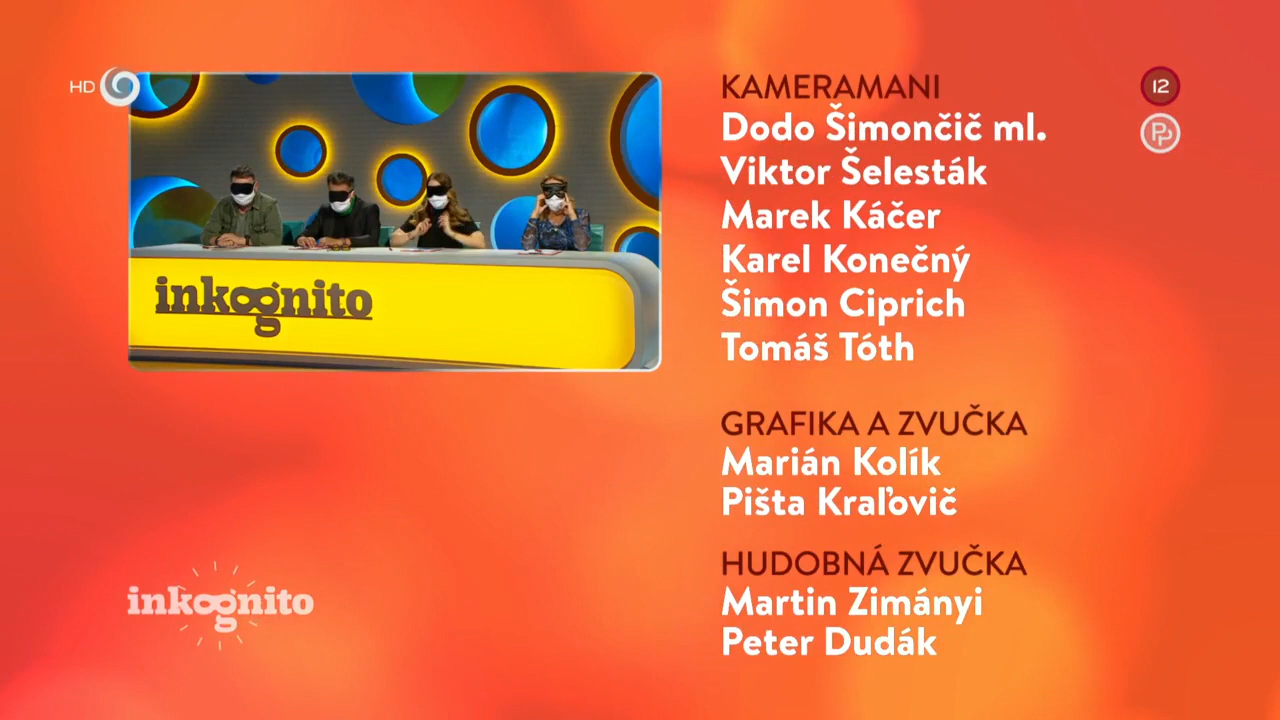 HD
inkognito
KAMERAMANI
Dodo Šimončič ml.
Viktor Šelesták
Marek Káčer
Karel Konečný
Šimon Ciprich
Tomáš Tóth
GRAFIKA A ZVUČKA
Marián Kolík
Pišta Kraľovič
HUDOBNÁ ZVUČKA
Martin Zimányi
Peter Dudák
inkognito
12
PP